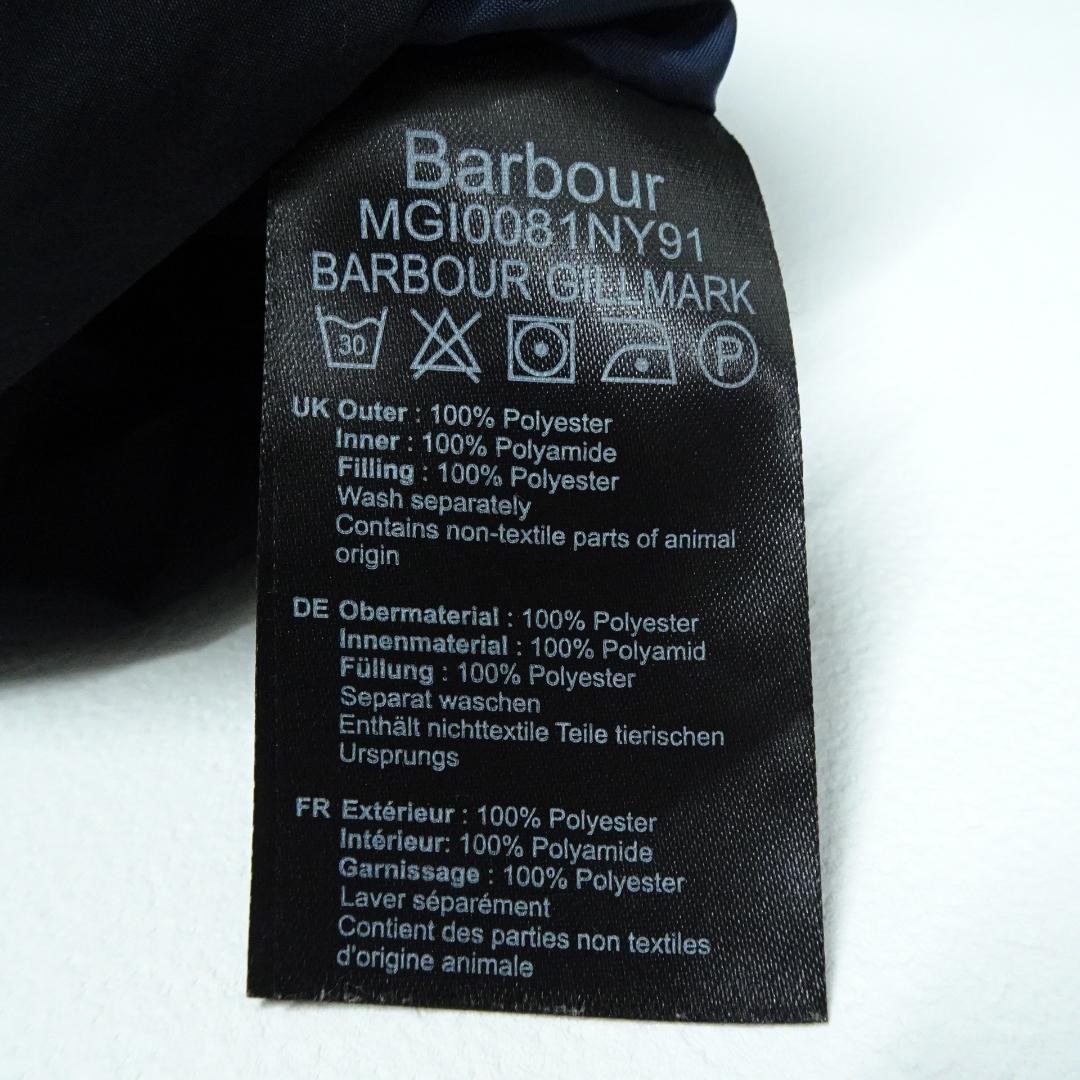 Barbour
MGI0081NY91
BARBOUR GILLMARK
30 P
UK Outer : 100% Polyester
Inner : 100% Polyamide
Filling : 100% Polyester
Wash separately
Contains non-textile parts of animal
origin
DE Obermaterial : 100% Polyester
Innenmaterial : 100% Polyamid
Füllung : 100% Polyester
Separat waschen
Enthält nichttextile Teile tierischen
Ursprungs
FR Extérieur : 100% Polyester
Intérieur: 100% Polyamide
Garnissage : 100% Polyester
Laver séparément
Contient des parties non textiles
d'origine animale